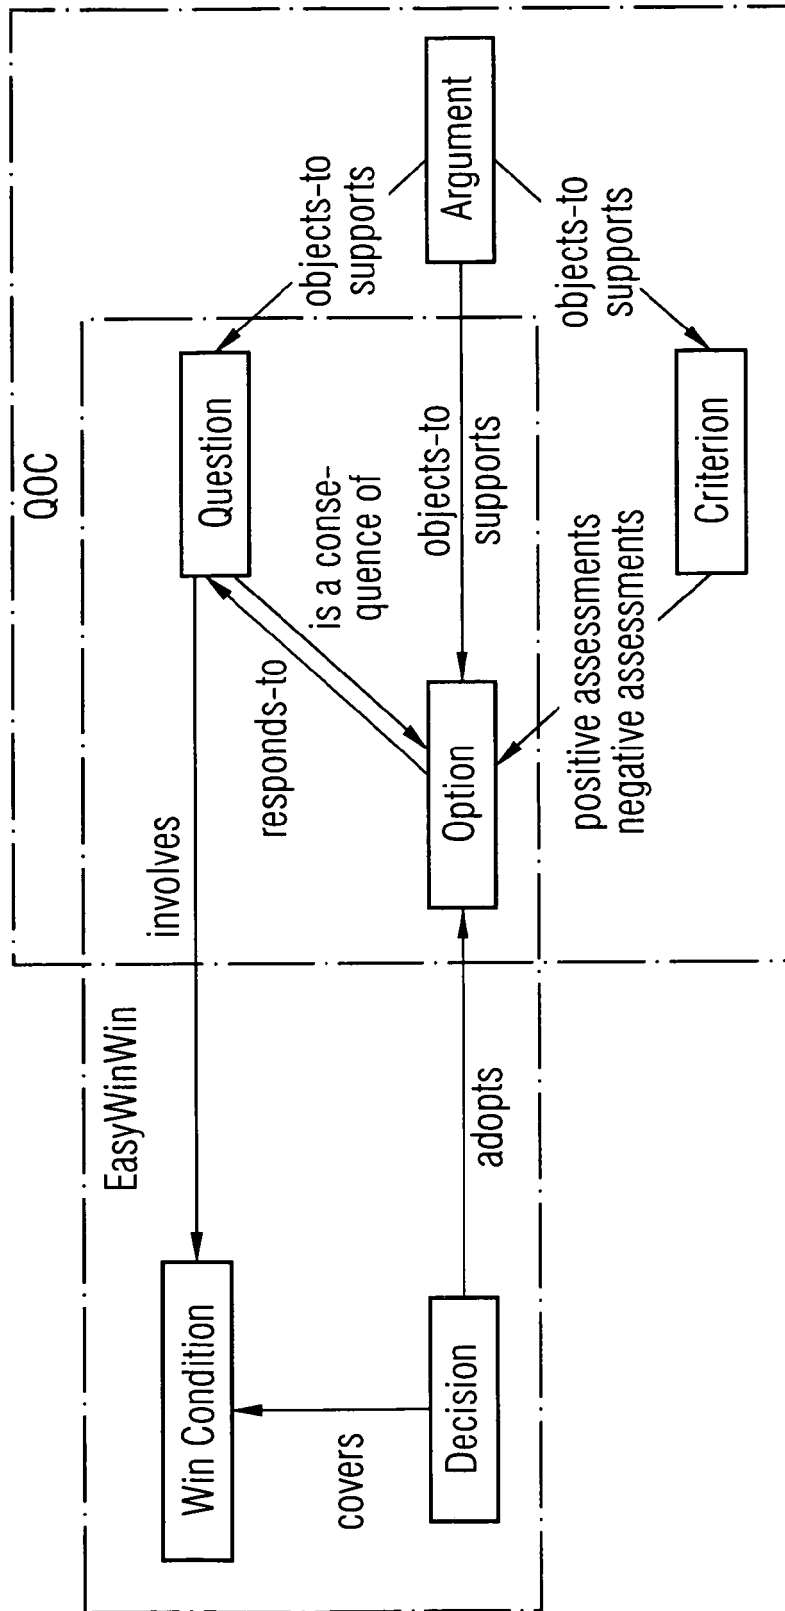 QOC
EasyWinWin
Win Condition
involves
Question
objects-to
supports
Argument
covers
responds-to
is a conse-
quence of
Decision
adopts
Option
objects-to
supports
objects-to
supports
positive assessments
negative assessments
Criterion